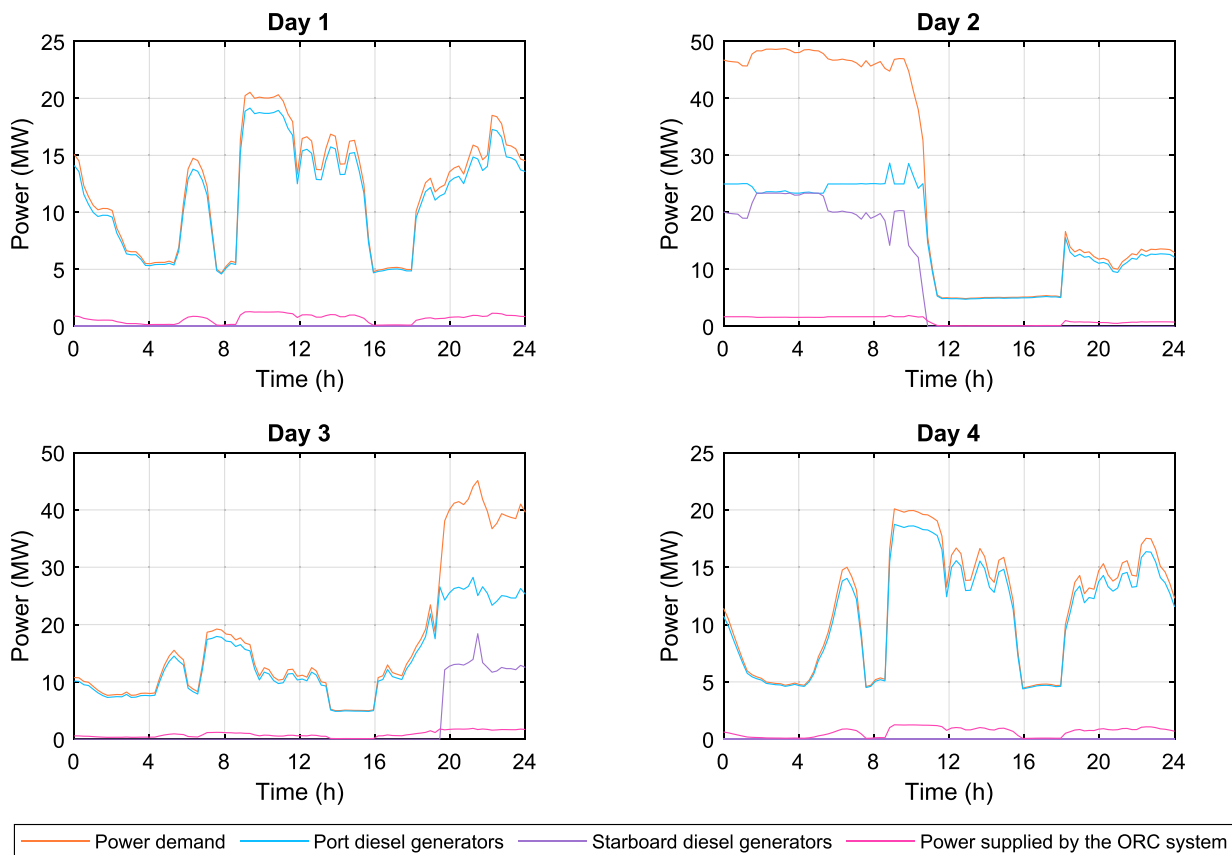 Day 1
Day 2
25
20
15
10
5
0
Power (MW)
0 4 8 12 16 20 24
Time (h)
50
40
30
20
10
0
Power (MW)
0 4 8 12 16 20 24
Time (h)
Day 3
Day 4
50
40
30
20
10
0
Power (MW)
0 4 8 12 16 20 24
Time (h)
25
20
15
10
5
0
Power (MW)
0 4 8 12 16 20 24
Time (h)
Power demand Port diesel generators Starboard diesel generators Power supplied by the ORC system